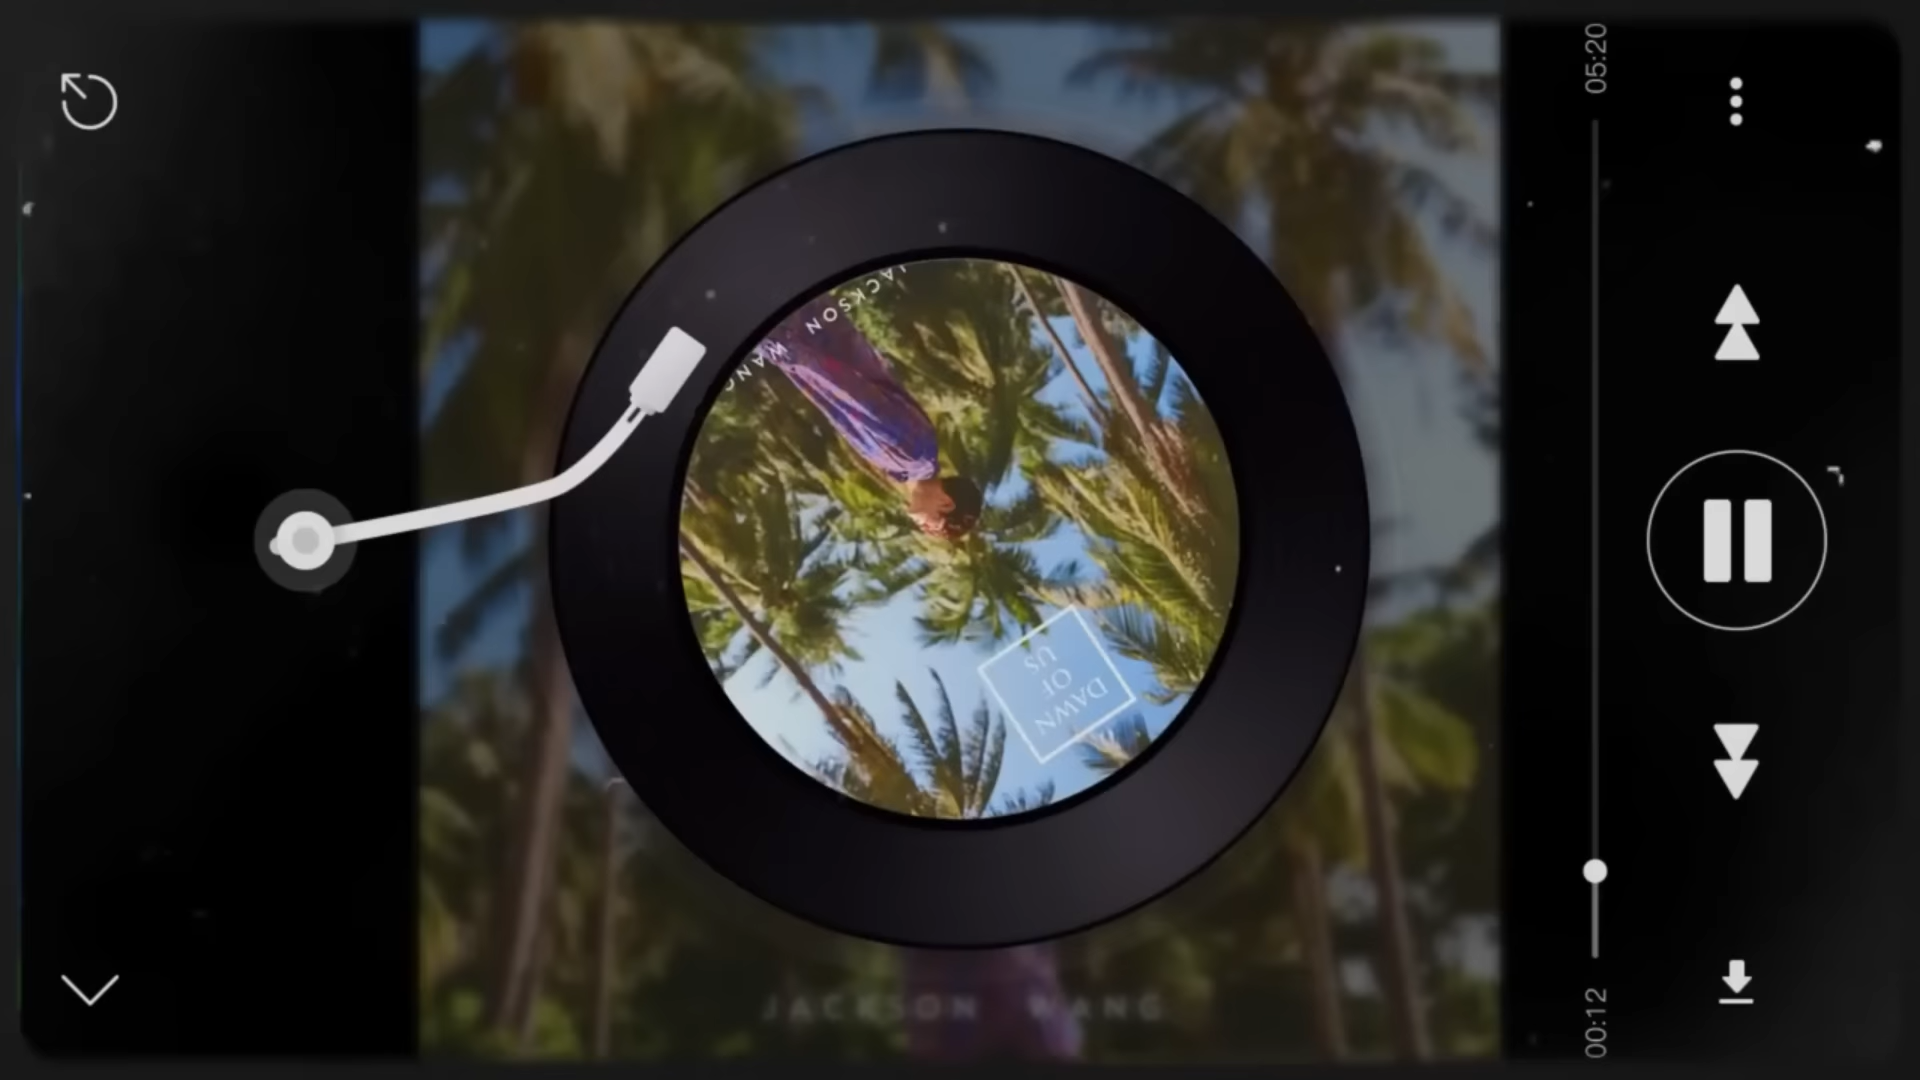 05:20
JACKSON
WANG
DAWN
OF
US
JACKSON WANG
00:12